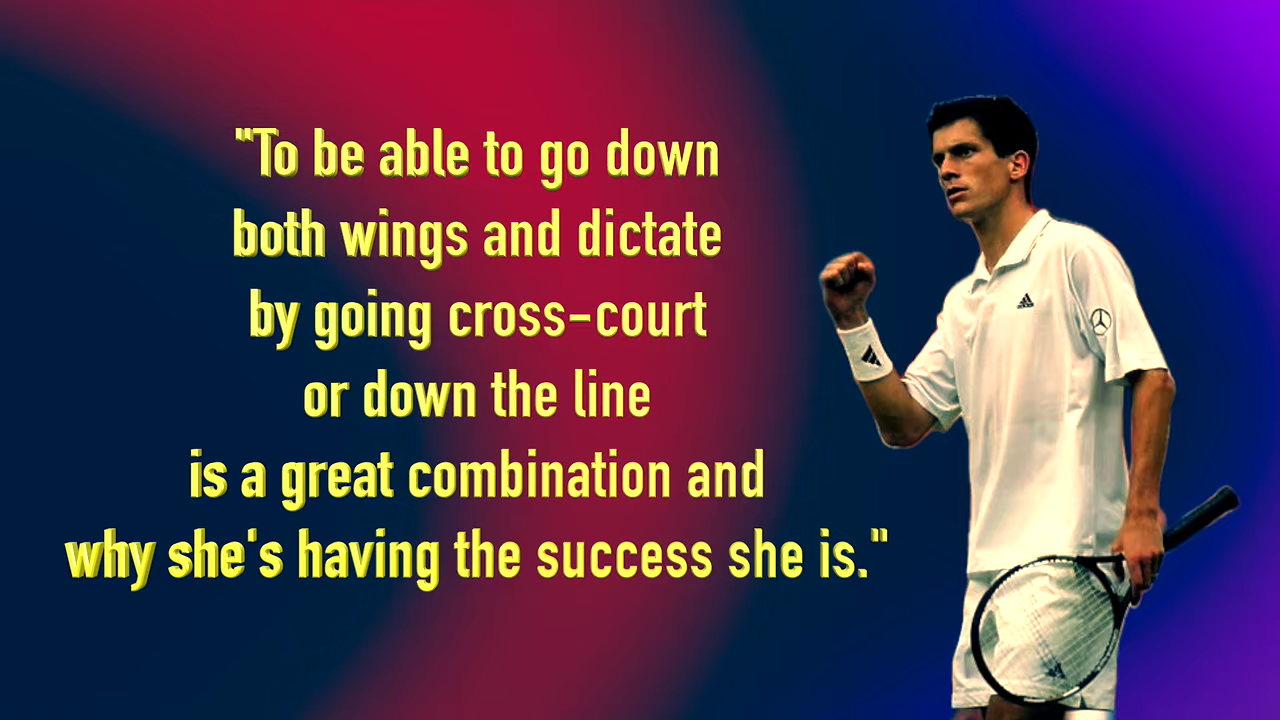 "To be able to go down
both wings and dictate
by going cross-court
or down the line
is a great combination and
why she's having the success she is."